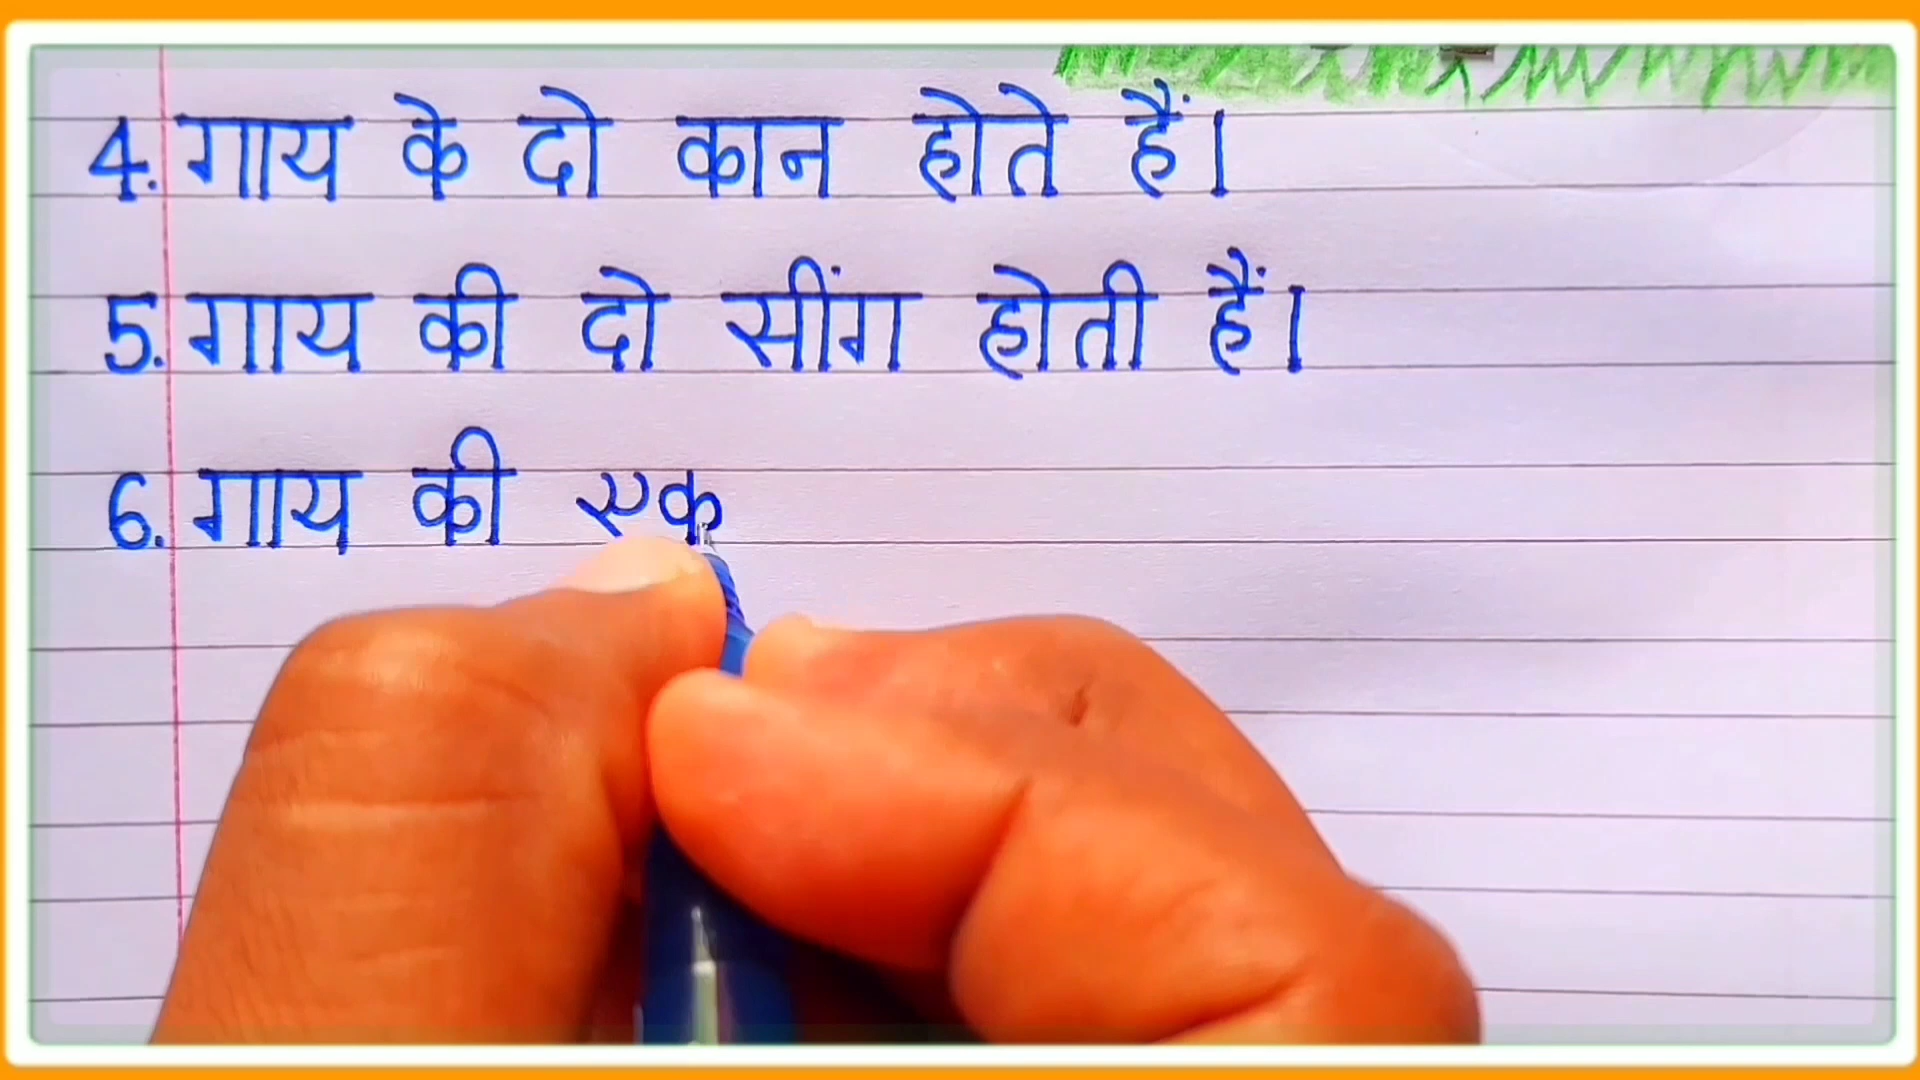 4. गाय के दो कान होते हैं।
5. गाय की दो सींग होती हैं।
6. गाय की एक